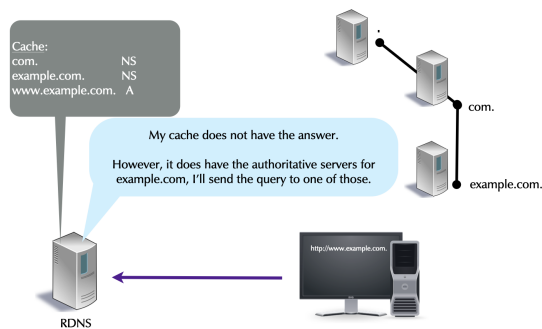 Cache:
com. NS
example.com. NS
www.example.com. A
.
com.
My cache does not have the answer.
However, it does have the authoritative servers for
example.com, I'll send the query to one of those.
example.com.
http://www.example.com.
RDNS